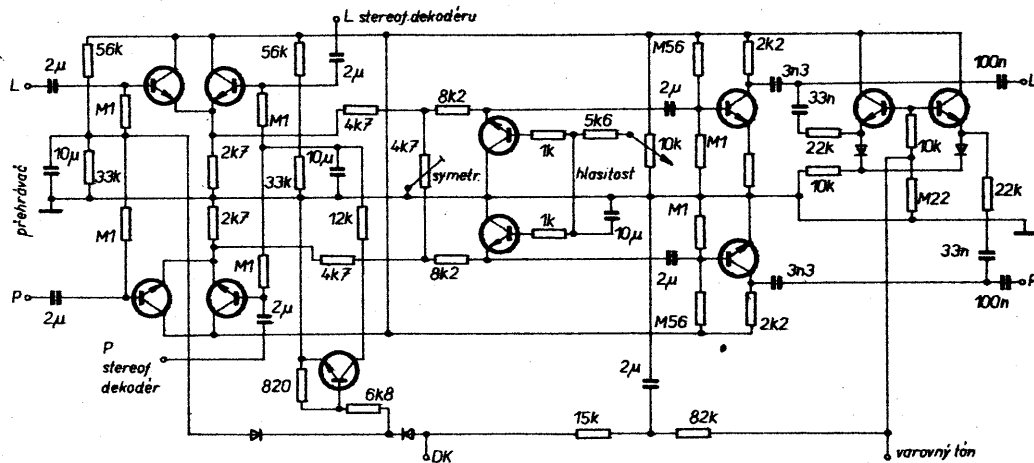 L stereof. dekodéru
56k
56k
2µ
2µ
L
M1
M1
4k7
8k2
M56
2k2
2µ
3n3
33n
100n
L
10µ
33k
2k7
33k
10µ
4k7
symetr.
1k
5k6
10k
M1
22k
10k
10k
M22
22k
hlasitost
přehrávač
2k7
12k
M1
M1
4k7
8k2
1k
10µ
M1
2µ
3n3
33n
100n
P
2µ
2µ
M56
2k2
P
P
stereof.
dekodér
820
6k8
2µ
15k
82k
DK
varovný tón